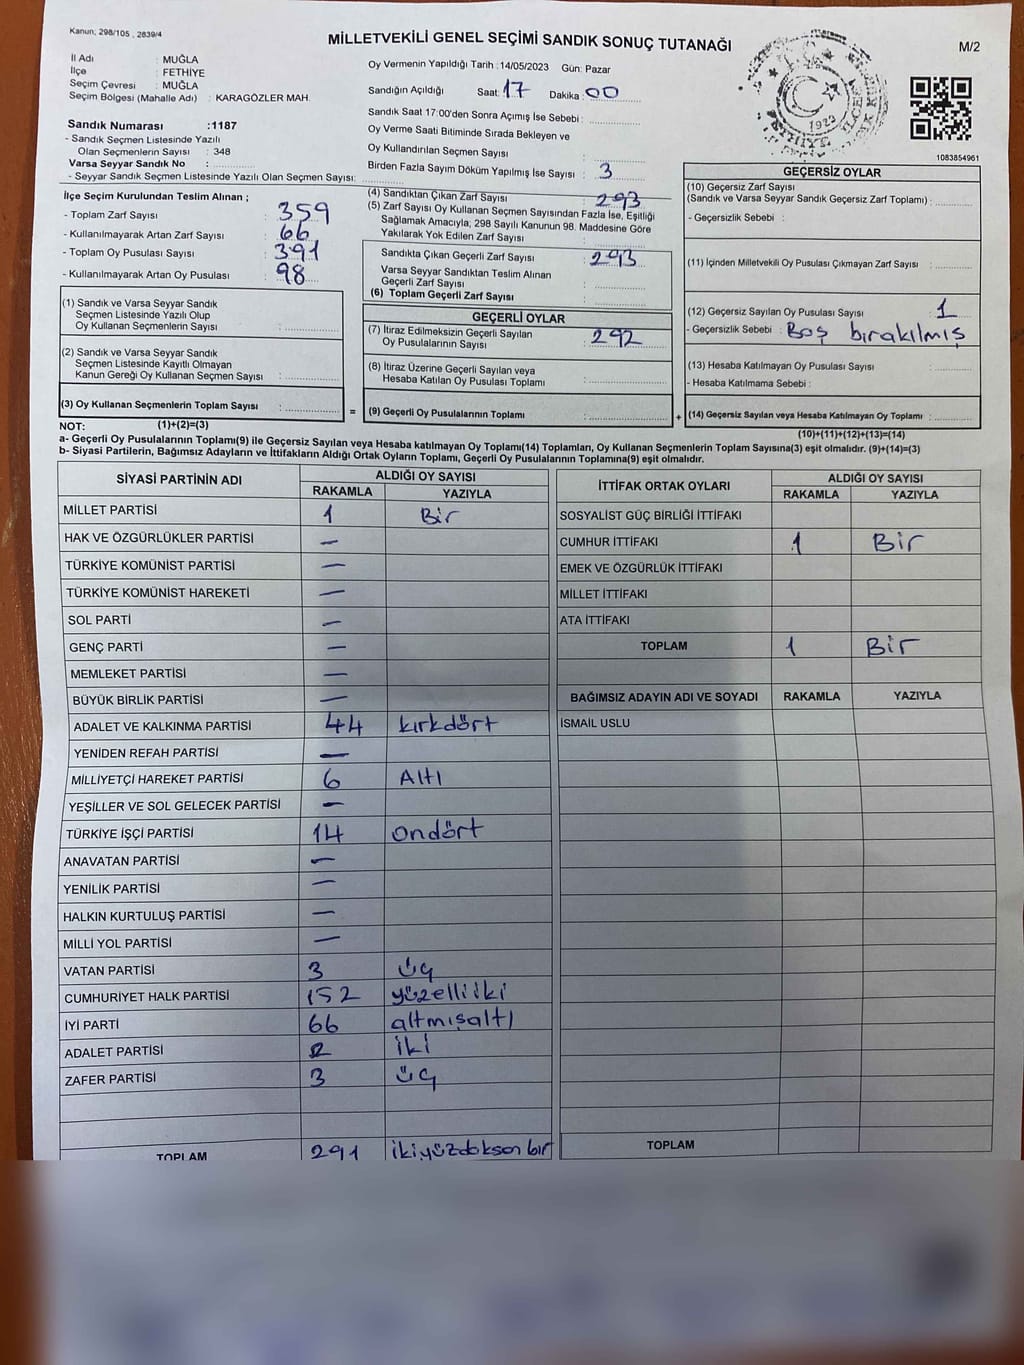 Kanun, 298/105 , 2839/4
MİLLETVEKİLİ GENEL SEÇİMİ SANDIK SONUÇ TUTANAĞI
M/2
İl Adı : MUĞLA
İlçe : FETHIYE
Seçim Çevresi : MUĞLA
Seçim Bölgesi (Mahalle Adı) : KARAGÖZLER MAH.
Sandık Numarası :1187
- Sandık Seçmen Listesinde Yazılı
Olan Seçmenlerin Sayısı : 348
Varsa Seyyar Sandık No :
- Seyyar Sandık Seçmen Listesinde Yazılı Olan Seçmen Sayısı:
Oy Vermenin Yapıldığı Tarih :14/05/2023 Gün: Pazar
Sandığın Açıldığı Saat: 17 Dakika: 00
Sandık Saat 17:00'den Sonra Açımış İse Sebebi :
Oy Verme Saati Bitiminde Sırada Bekleyen ve
Oy Kullandırılan Seçmen Sayısı :
Birden Fazla Sayım Döküm Yapılmış İse Sayısı : 3
1083854961
İlçe Seçim Kurulundan Teslim Alınan ;
- Toplam Zarf Sayısı : 359
- Kullanılmayarak Artan Zarf Sayısı : 66
- Toplam Oy Pusulası Sayısı : 391
- Kullanılmayarak Artan Oy Pusulası : 98
(1) Sandık ve Varsa Seyyar Sandık
Seçmen Listesinde Yazılı Olup
Oy Kullanan Seçmenlerin Sayısı :
(2) Sandık ve Varsa Seyyar Sandık
Seçmen Listesinde Kayıtlı Olmayan
Kanun Gereği Oy Kullanan Seçmen Sayısı :
(3) Oy Kullanan Seçmenlerin Toplam Sayısı :
(1)+(2)=(3)
(4) Sandıktan Çıkan Zarf Sayısı : 293
(5) Zarf Sayısı Oy Kullanan Seçmen Sayısından Fazla İse, Eşitliği
Sağlamak Amacıyla; 298 Sayılı Kanunun 98. Maddesine Göre
Yakılarak Yok Edilen Zarf Sayısı :
Sandıkta Çıkan Geçerli Zarf Sayısı : 293
Varsa Seyyar Sandıktan Teslim Alınan
Geçerli Zarf Sayısı :
(6) Toplam Geçerli Zarf Sayısı :
GEÇERLİ OYLAR
(7) İtiraz Edilmeksizin Geçerli Sayılan
Oy Pusulalarının Sayısı : 292
(8) İtiraz Üzerine Geçerli Sayılan veya
Hesaba Katılan Oy Pusulası Toplamı :
= (9) Geçerli Oy Pusulalarının Toplamı :
GEÇERSİZ OYLAR
(10) Geçersiz Zarf Sayısı
(Sandık ve Varsa Seyyar Sandık Geçersiz Zarf Toplamı) :
- Geçersizlik Sebebi :
(11) İçinden Milletvekili Oy Pusulası Çıkmayan Zarf Sayısı :
(12) Geçersiz Sayılan Oy Pusulası Sayısı : 1
- Geçersizlik Sebebi : Boş bırakılmış
(13) Hesaba Katılmayan Oy Pusulası Sayısı :
- Hesaba Katılmama Sebebi :
+ (14) Geçersiz Sayılan veya Hesaba Katılmayan Oy Toplamı :
(10)+(11)+(12)+(13)=(14)
NOT:
a- Geçerli Oy Pusulalarının Toplamı(9) ile Geçersiz Sayılan veya Hesaba katılmayan Oy Toplamı(14) Toplamları, Oy Kullanan Seçmenlerin Toplam Sayısına(3) eşit olmalıdır. (9)+(14)=(3)
b- Siyasi Partilerin, Bağımsız Adayların ve İttifakların Aldığı Ortak Oyların Toplamı, Geçerli Oy Pusulalarının Toplamına(9) eşit olmalıdır.
SİYASİ PARTİNİN ADI ALDIĞI OY SAYISI
RAKAMLA YAZIYLA
MİLLET PARTİSİ 1 Bir
HAK VE ÖZGÜRLÜKLER PARTİSİ —
TÜRKİYE KOMÜNİST PARTİSİ —
TÜRKİYE KOMÜNİST HAREKETİ —
SOL PARTİ —
GENÇ PARTİ —
MEMLEKET PARTİSİ —
BÜYÜK BİRLİK PARTİSİ —
ADALET VE KALKINMA PARTİSİ 44 kırkdört
YENİDEN REFAH PARTİSİ —
MİLLİYETÇİ HAREKET PARTİSİ 6 Altı
YEŞİLLER VE SOL GELECEK PARTİSİ —
TÜRKİYE İŞÇİ PARTİSİ 14 ondört
ANAVATAN PARTİSİ —
YENİLİK PARTİSİ —
HALKIN KURTULUŞ PARTİSİ —
MİLLİ YOL PARTİSİ —
VATAN PARTİSİ 3 üç
CUMHURİYET HALK PARTİSİ 152 yüzelliiki
İYİ PARTİ 66 altmışaltı
ADALET PARTİSİ 2 iki
ZAFER PARTİSİ 3 üç
TOPLAM 291 ikiyüzdoksan bir
İTTİFAK ORTAK OYLARI ALDIĞI OY SAYISI
RAKAMLA YAZIYLA
SOSYALİST GÜÇ BİRLİĞİ İTTİFAKI
CUMHUR İTTİFAKI 1 Bir
EMEK VE ÖZGÜRLÜK İTTİFAKI
MİLLET İTTİFAKI
ATA İTTİFAKI
TOPLAM 1 Bir
BAĞIMSIZ ADAYIN ADI VE SOYADI RAKAMLA YAZIYLA
İSMAİL USLU
TOPLAM